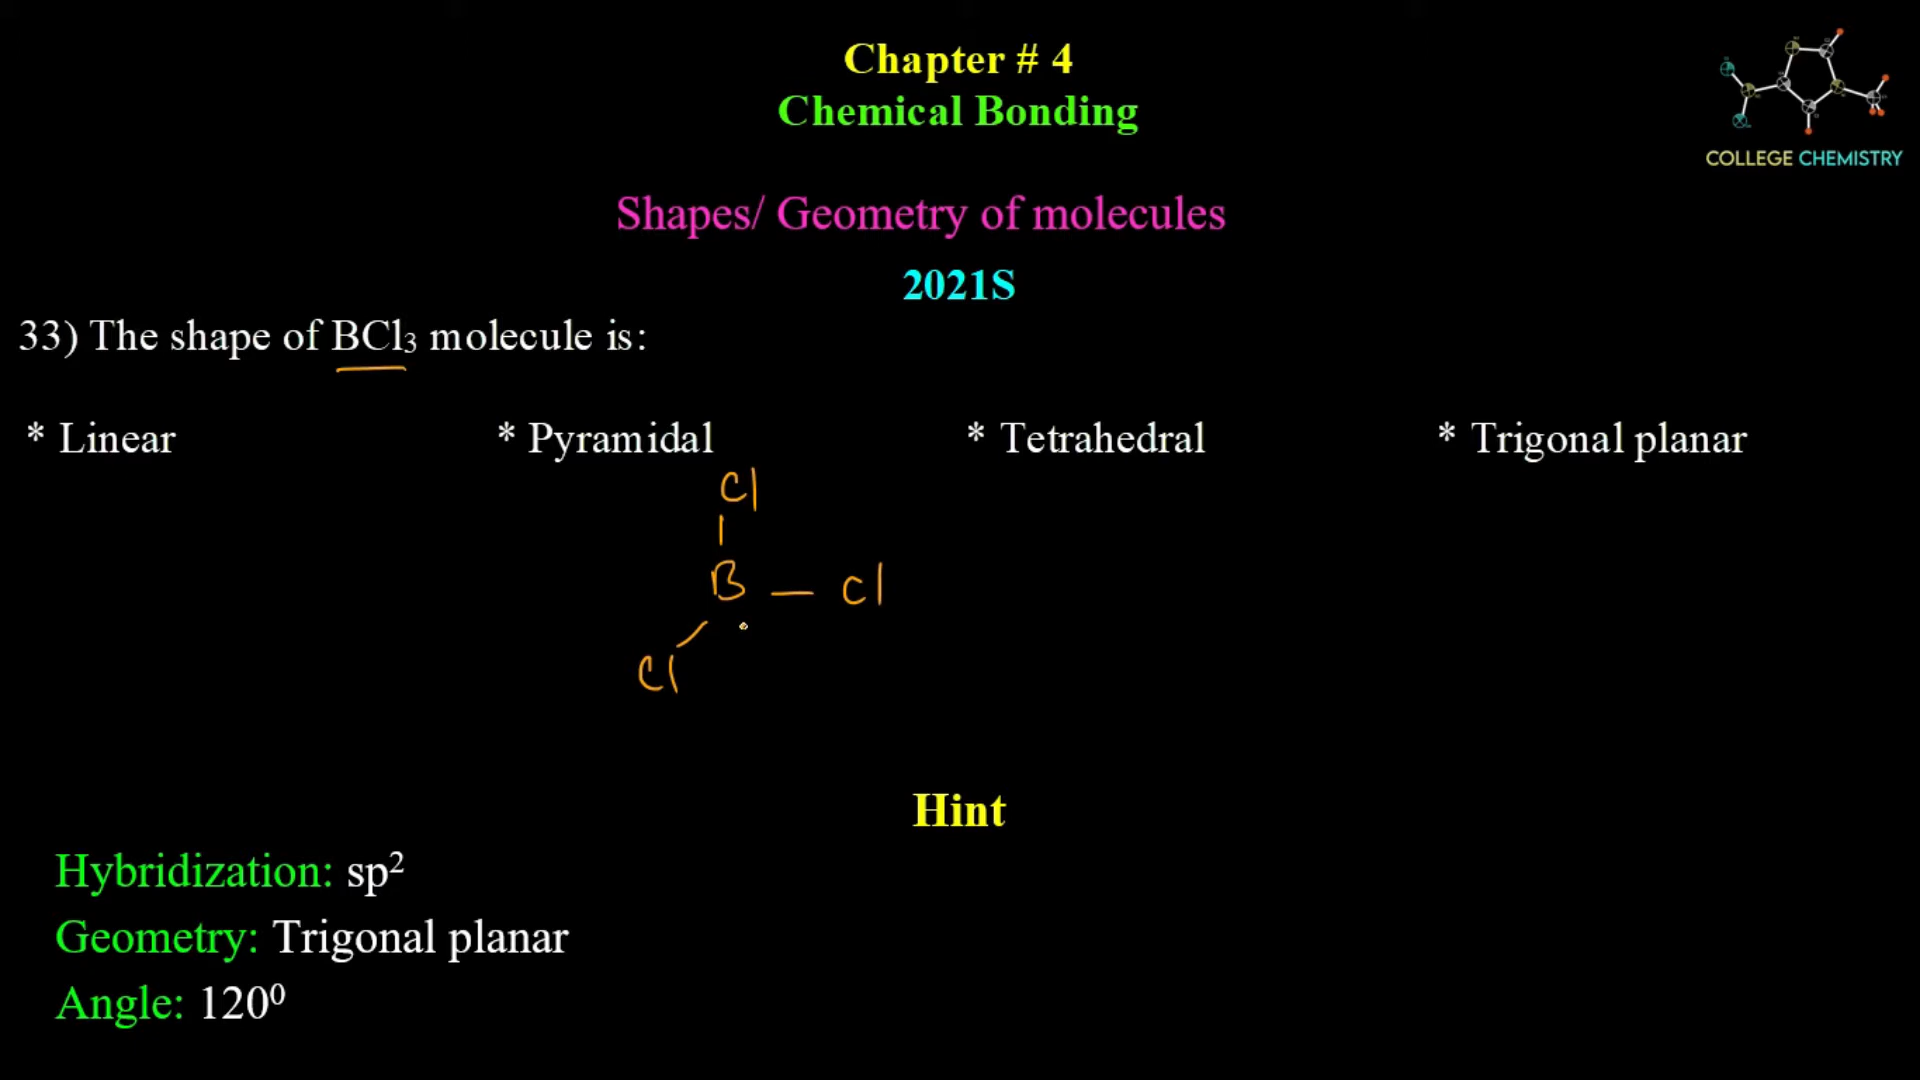 Chapter # 4
Chemical Bonding
COLLEGE CHEMISTRY
Shapes/ Geometry of molecules
2021S
33) The shape of BCl₃ molecule is:
* Linear * Pyramidal * Tetrahedral * Trigonal planar
Cl
B — Cl
Cl
Hint
Hybridization: sp²
Geometry: Trigonal planar
Angle: 120⁰